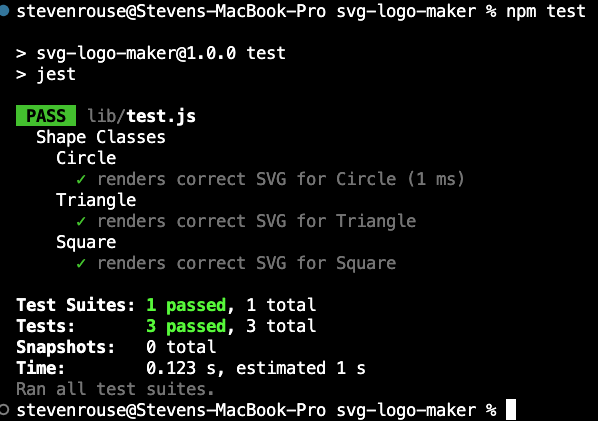 stevenrouse@Stevens-MacBook-Pro svg-logo-maker % npm test
> svg-logo-maker@1.0.0 test
> jest
PASS lib/test.js
Shape Classes
Circle
✓ renders correct SVG for Circle (1 ms)
Triangle
✓ renders correct SVG for Triangle
Square
✓ renders correct SVG for Square
Test Suites: 1 passed, 1 total
Tests: 3 passed, 3 total
Snapshots: 0 total
Time: 0.123 s, estimated 1 s
Ran all test suites.
stevenrouse@Stevens-MacBook-Pro svg-logo-maker %